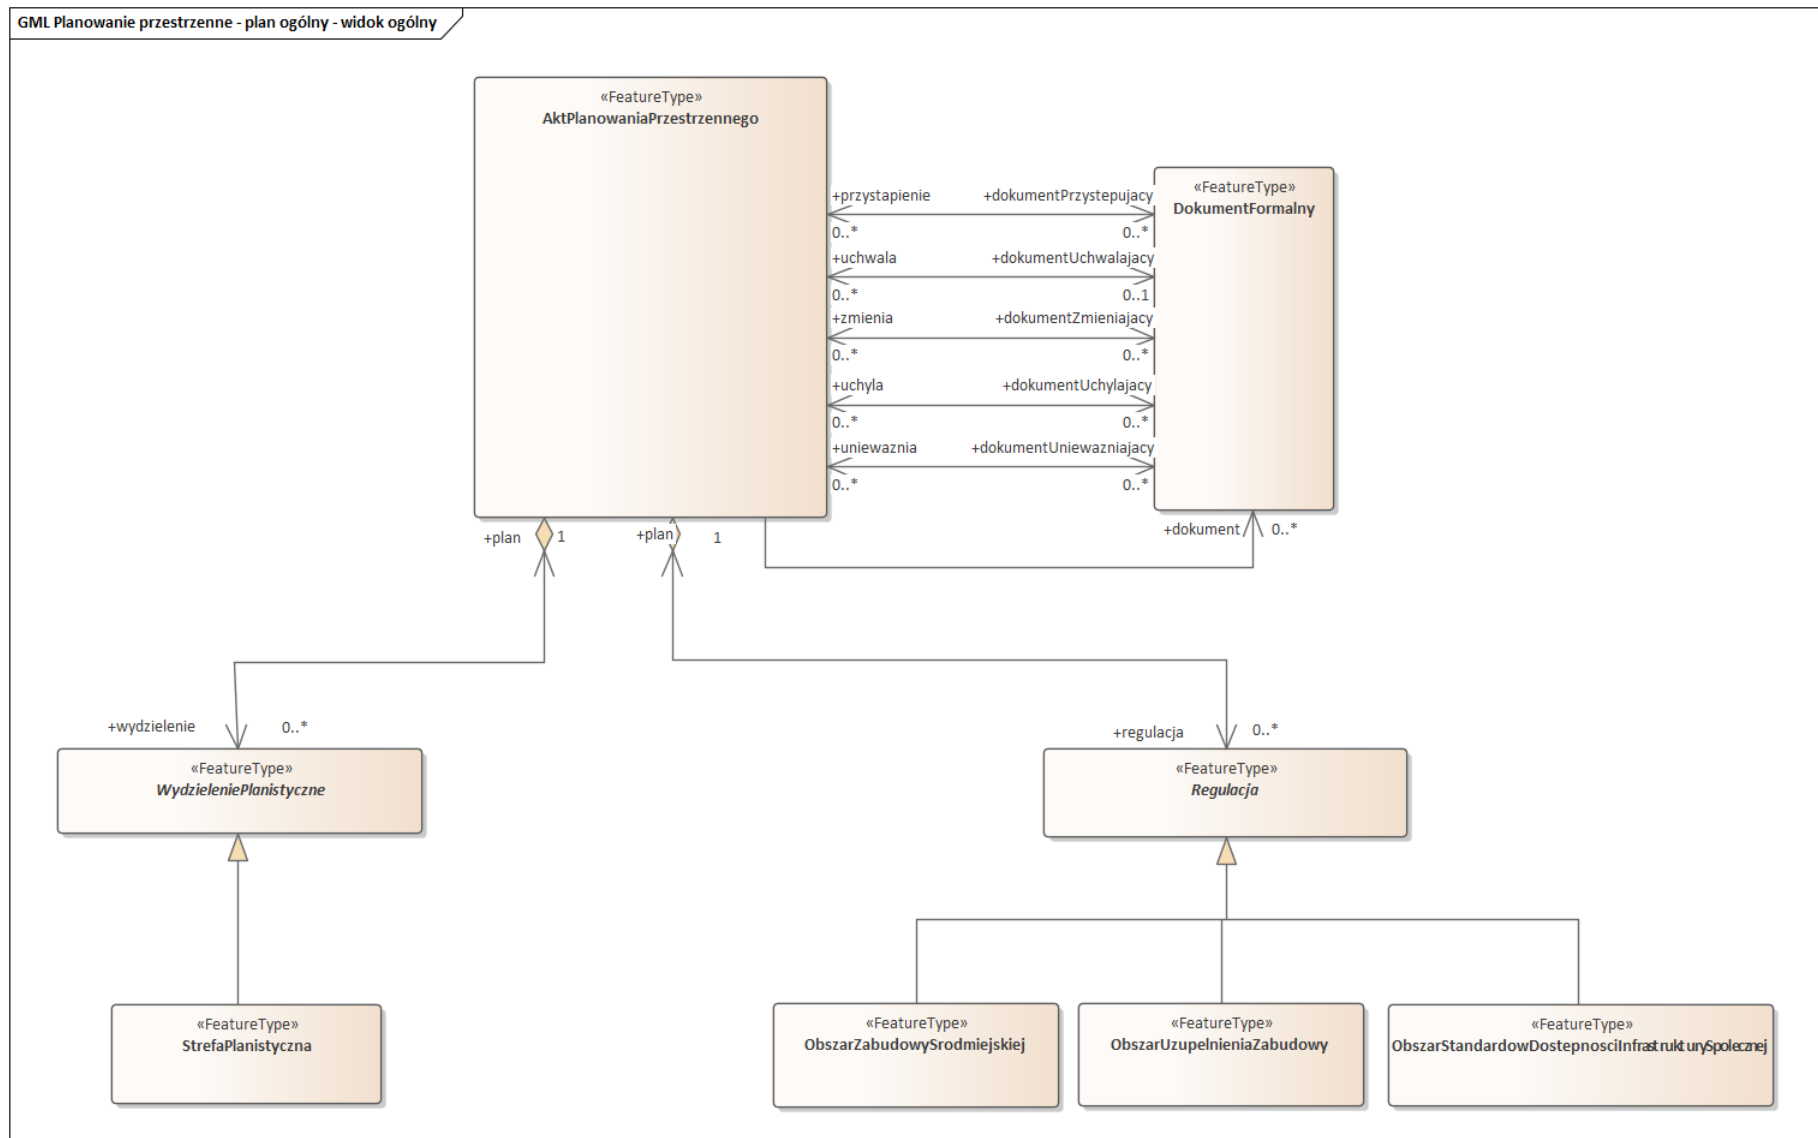 GML Planowanie przestrzenne - plan ogólny - widok ogólny
«FeatureType»
AktPlanowaniaPrzestrzennego
«FeatureType»
DokumentFormalny
+przystapienie
+dokumentPrzystepujacy
0..*
0..*
+uchwala
+dokumentUchwalajacy
0..*
0..1
+zmienia
+dokumentZmieniajacy
0..*
0..*
+uchyla
+dokumentUchylajacy
0..*
0..*
+uniewaznia
+dokumentUniewazniajacy
0..*
0..*
+plan
1
+plan
1
+dokument
0..*
+wydzielenie
0..*
+regulacja
0..*
«FeatureType»
WydzieleniePlanistyczne
«FeatureType»
Regulacja
«FeatureType»
StrefaPlanistyczna
«FeatureType»
ObszarZabudowySrodmiejskiej
«FeatureType»
ObszarUzupelnieniaZabudowy
«FeatureType»
ObszarStandardowDostepnosciInfrastrukturySpolecznej